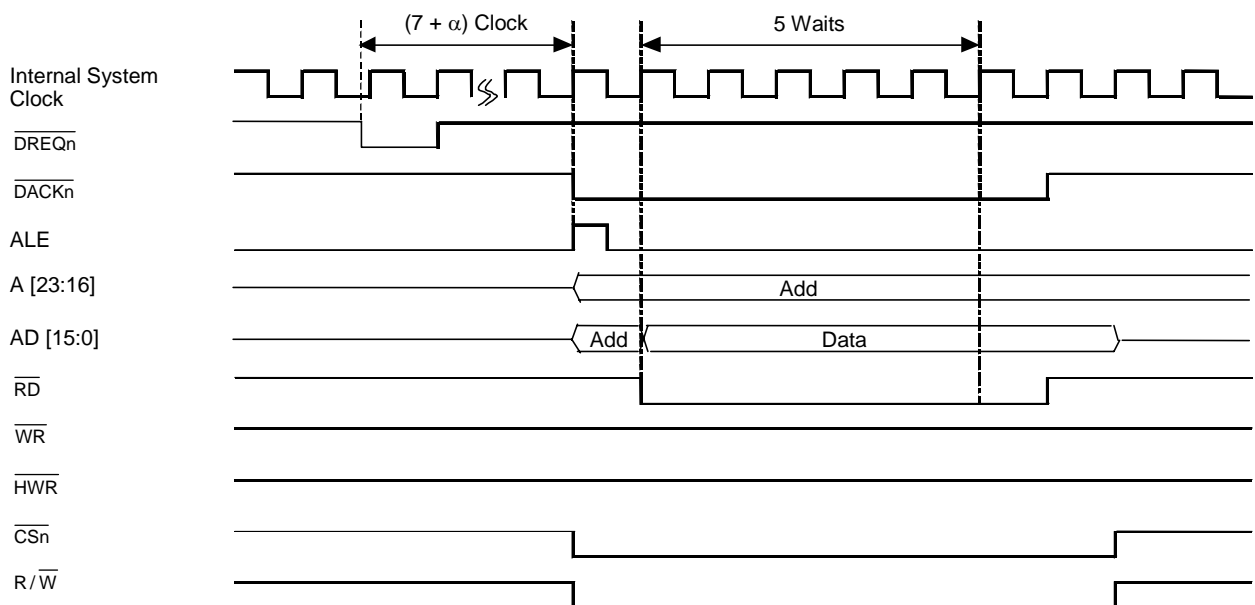 (7 + α) Clock
5 Waits
Internal System
Clock
DREQn
DACKn
ALE
A [23:16]
Add
AD [15:0]
Add
Data
RD
WR
HWR
CSn
R / W